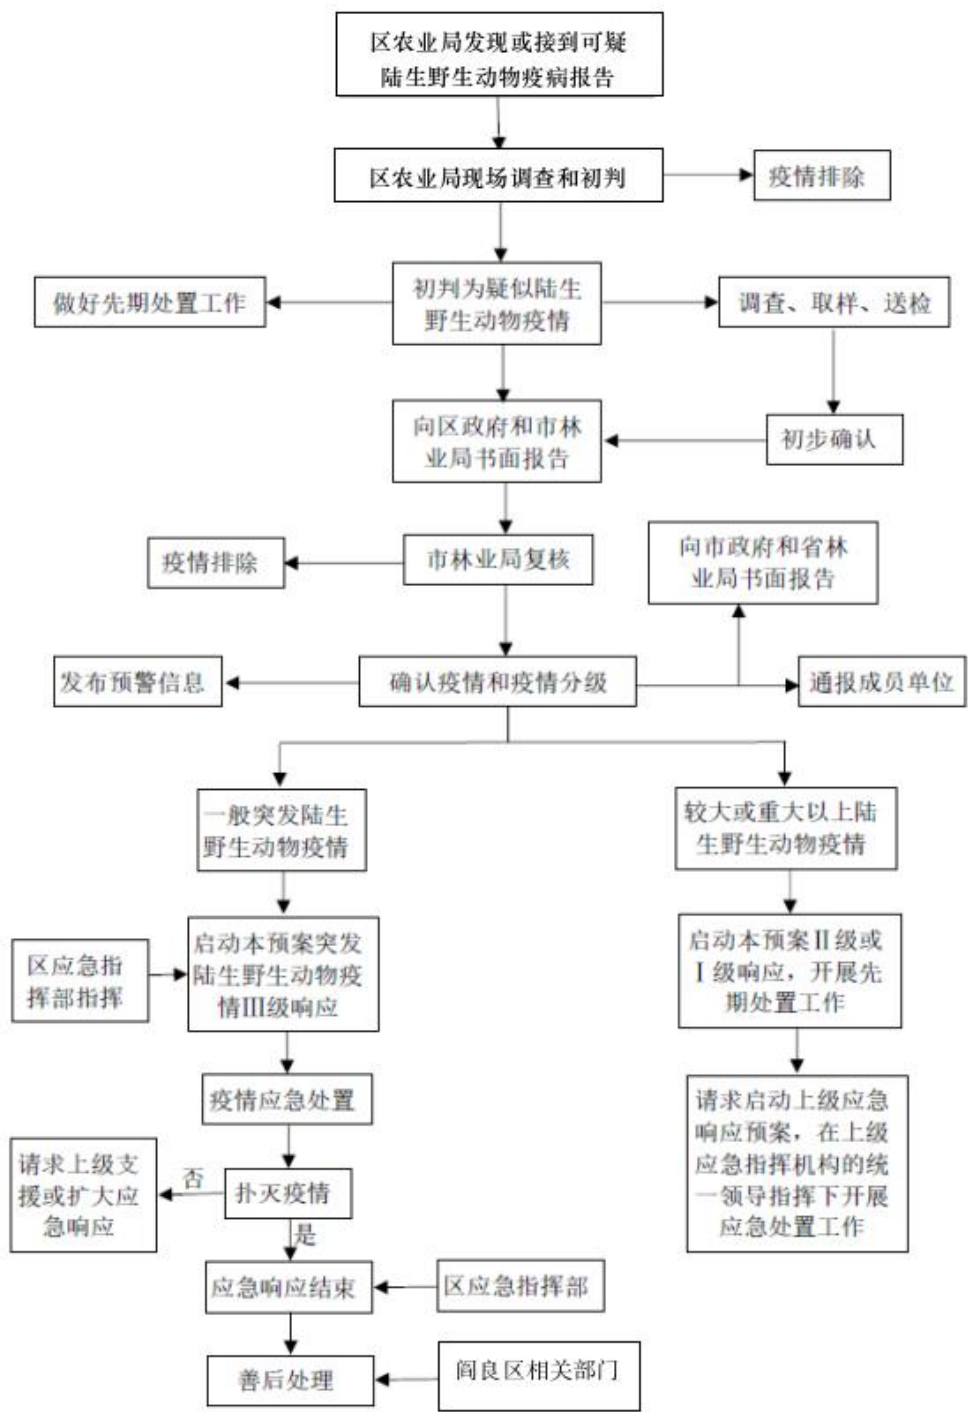 区农业局发现或接到可疑
陆生野生动物疫病报告
区农业局现场调查和初判
疫情排除
做好先期处置工作
初判为疑似陆生
野生动物疫情
调查、取样、送检
向区政府和市林
业局书面报告
初步确认
疫情排除
市林业局复核
向市政府和省林
业局书面报告
发布预警信息
确认疫情和疫情分级
通报成员单位
一般突发陆生
野生动物疫情
较大或重大以上陆
生野生动物疫情
区应急指
挥部指挥
启动本预案突发
陆生野生动物疫
情Ⅲ级响应
启动本预案Ⅱ级或
Ⅰ级响应，开展先
期处置工作
疫情应急处置
请求启动上级应急
响应预案，在上级
应急指挥机构的统
一领导指挥下开展
应急处置工作
请求上级支
援或扩大应
急响应
否
扑灭疫情
是
应急响应结束
区应急指挥部
善后处理
阎良区相关部门